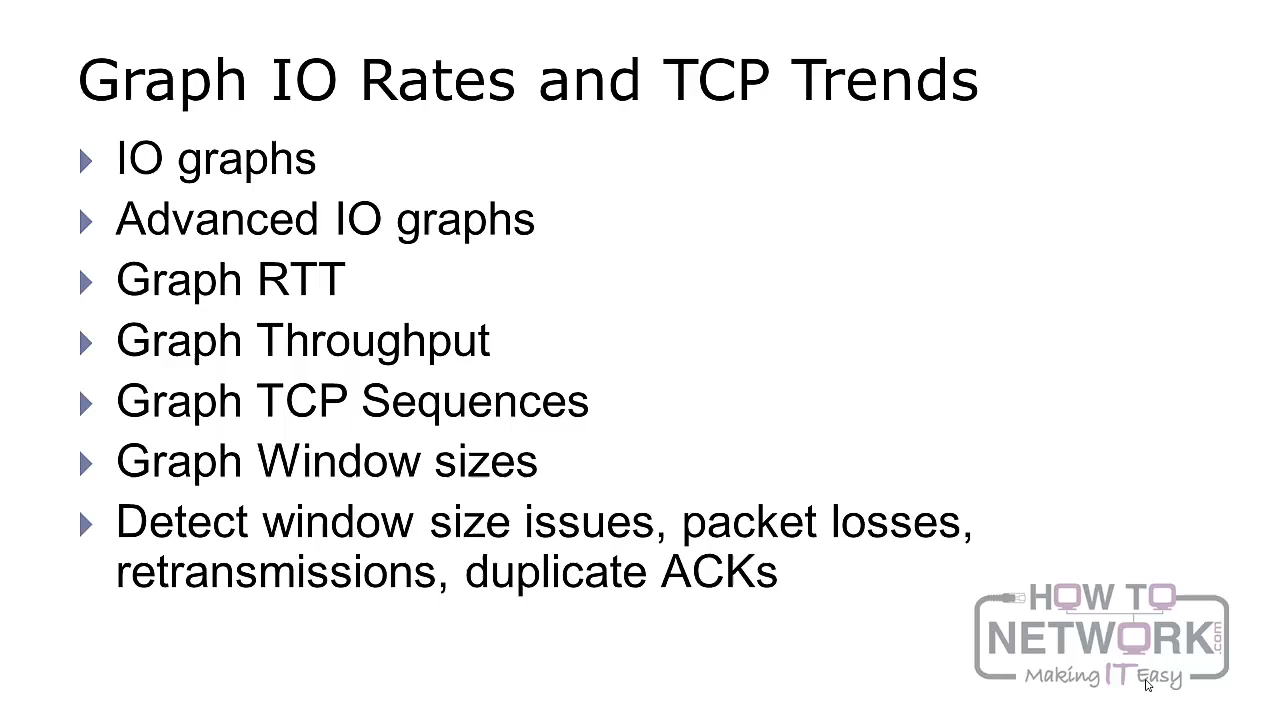 Graph IO Rates and TCP Trends
IO graphs
Advanced IO graphs
Graph RTT
Graph Throughput
Graph TCP Sequences
Graph Window sizes
Detect window size issues, packet losses,
retransmissions, duplicate ACKs
HOW TO
NETWORK.com
Making IT Easy